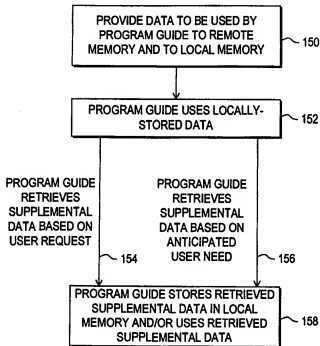 PROVIDE DATA TO BE USED BY
PROGRAM GUIDE TO REMOTE
MEMORY AND TO LOCAL MEMORY
150
PROGRAM GUIDE USES LOCALLY-
STORED DATA
152
PROGRAM GUIDE
RETRIEVES
SUPPLEMENTAL
DATA BASED ON
USER REQUEST
154
PROGRAM GUIDE
RETRIEVES
SUPPLEMENTAL
DATA BASED ON
ANTICIPATED
USER NEED
156
PROGRAM GUIDE STORES RETRIEVED
SUPPLEMENTAL DATA IN LOCAL
MEMORY AND/OR USES RETRIEVED
SUPPLEMENTAL DATA
158